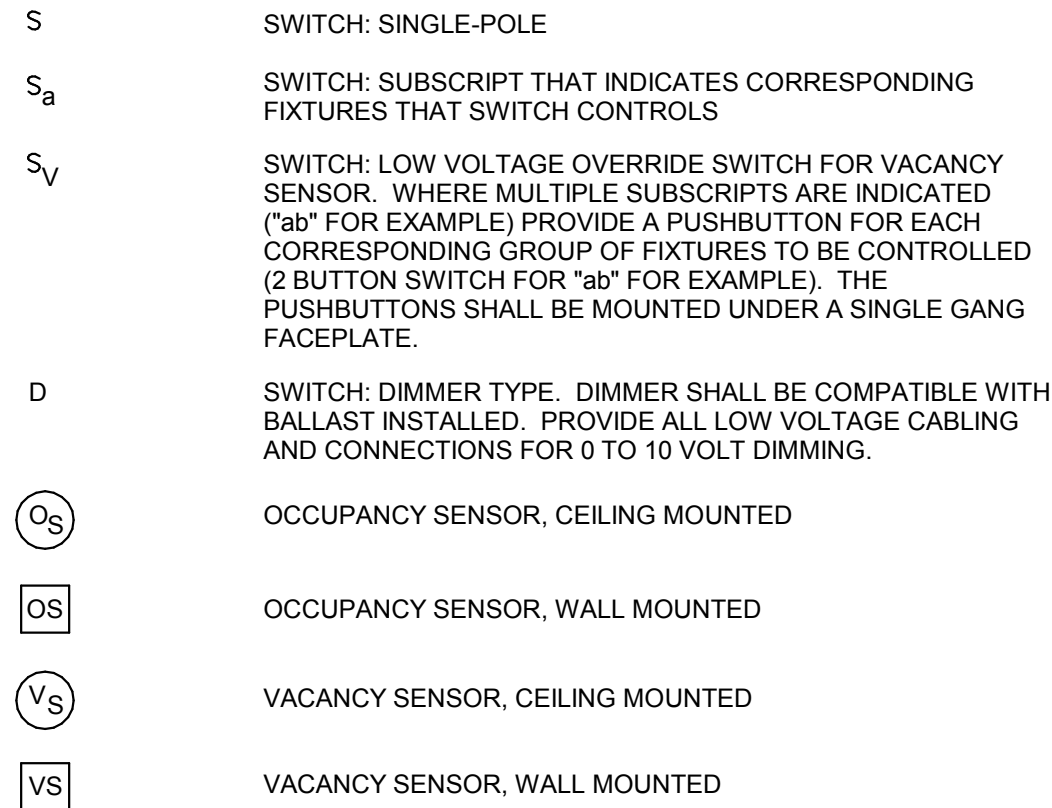 S SWITCH: SINGLE-POLE
Sa SWITCH: SUBSCRIPT THAT INDICATES CORRESPONDING
FIXTURES THAT SWITCH CONTROLS
SV SWITCH: LOW VOLTAGE OVERRIDE SWITCH FOR VACANCY
SENSOR. WHERE MULTIPLE SUBSCRIPTS ARE INDICATED
("ab" FOR EXAMPLE) PROVIDE A PUSHBUTTON FOR EACH
CORRESPONDING GROUP OF FIXTURES TO BE CONTROLLED
(2 BUTTON SWITCH FOR "ab" FOR EXAMPLE). THE
PUSHBUTTONS SHALL BE MOUNTED UNDER A SINGLE GANG
FACEPLATE.
D SWITCH: DIMMER TYPE. DIMMER SHALL BE COMPATIBLE WITH
BALLAST INSTALLED. PROVIDE ALL LOW VOLTAGE CABLING
AND CONNECTIONS FOR 0 TO 10 VOLT DIMMING.
OS OCCUPANCY SENSOR, CEILING MOUNTED
OS OCCUPANCY SENSOR, WALL MOUNTED
VS VACANCY SENSOR, CEILING MOUNTED
VS VACANCY SENSOR, WALL MOUNTED